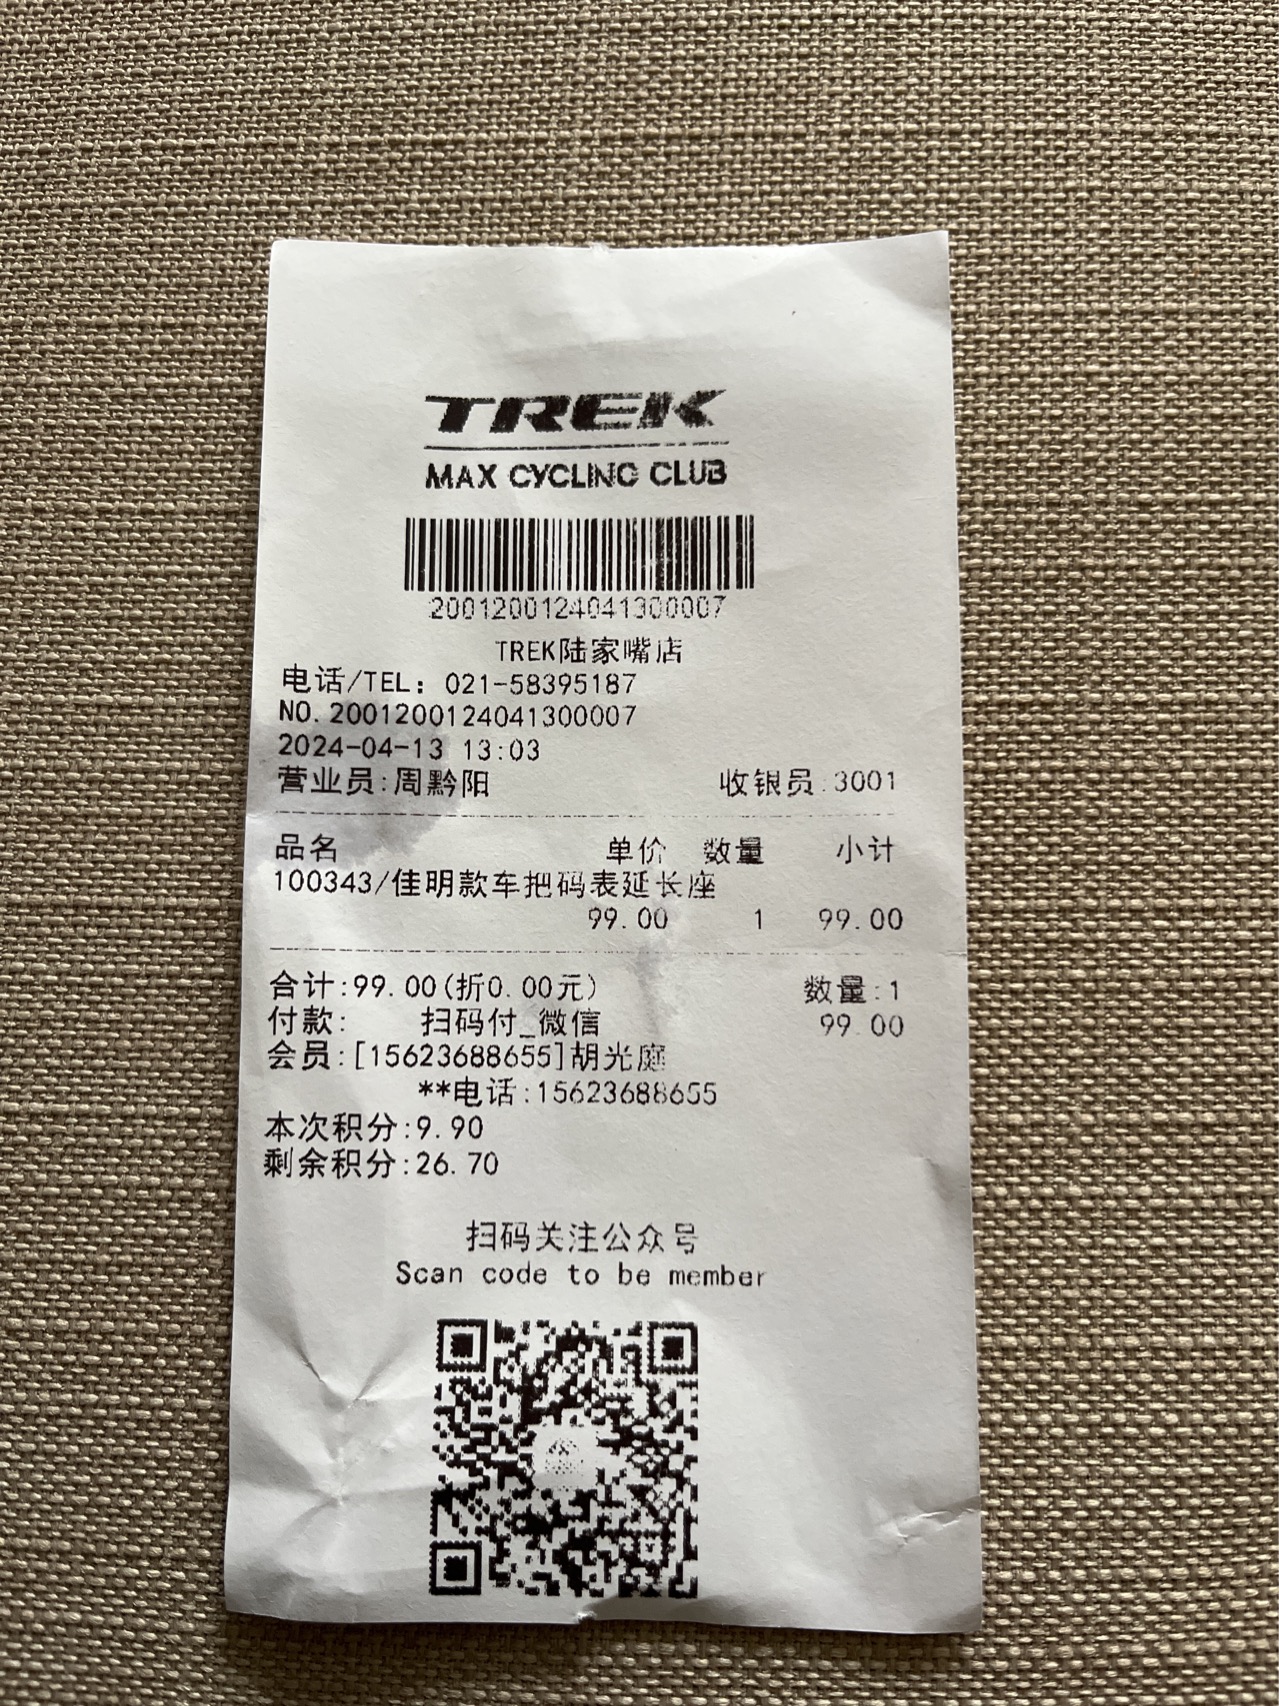 TREK
MAX CYCLING CLUB
2001200124041300007
TREK陆家嘴店
电话/TEL: 021-58395187
NO.2001200124041300007
2024-04-13 13:03
营业员:周黔阳 收银员:3001
品名 单价 数量 小计
100343/佳明款车把码表延长座
99.00 1 99.00
合计:99.00(折0.00元) 数量:1
付款: 扫码付_微信 99.00
会员:[15623688655]胡光庭
**电话:15623688655
本次积分:9.90
剩余积分:26.70
扫码关注公众号
Scan code to be member